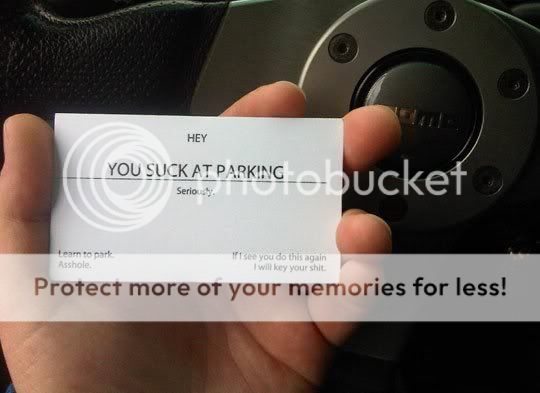 HEY
YOU SUCK AT PARKING
Seriously.
photobucket
Learn to park.
Asshole.
If I see you do this again
I will key your shit.
Protect more of your memories for less!